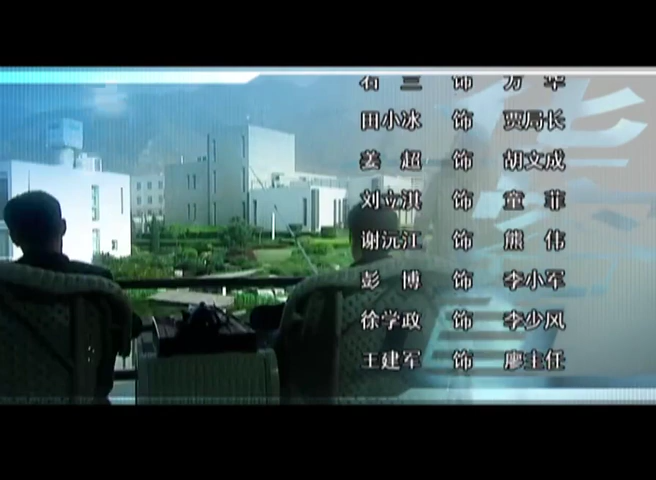 田小冰 饰 贾局长
姜 超 饰 胡文成
刘立淇 饰 童 菲
谢沅江 饰 熊 伟
彭 博 饰 李小军
徐学政 饰 李少风
王建军 饰 廖主任